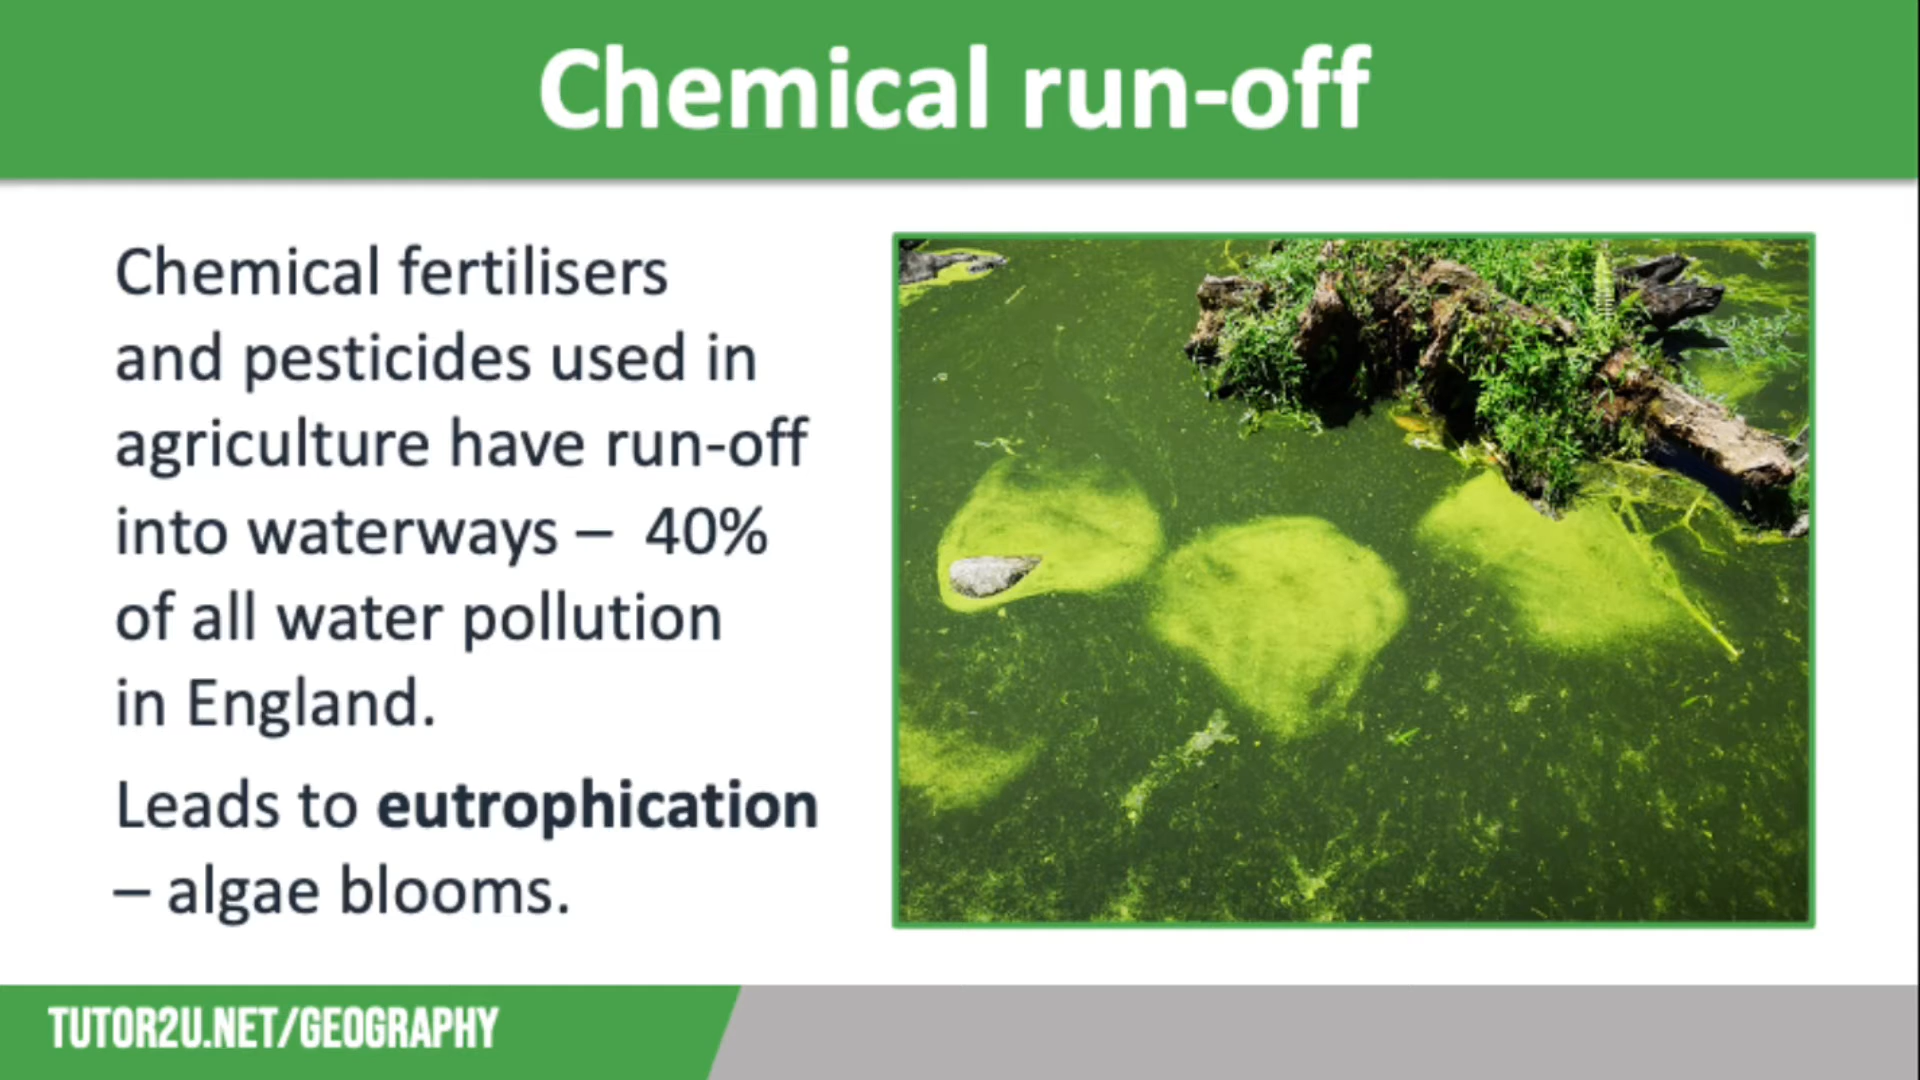 Chemical run-off
Chemical fertilisers
and pesticides used in
agriculture have run-off
into waterways – 40%
of all water pollution
in England.
Leads to eutrophication
– algae blooms.
TUTOR2U.NET/GEOGRAPHY